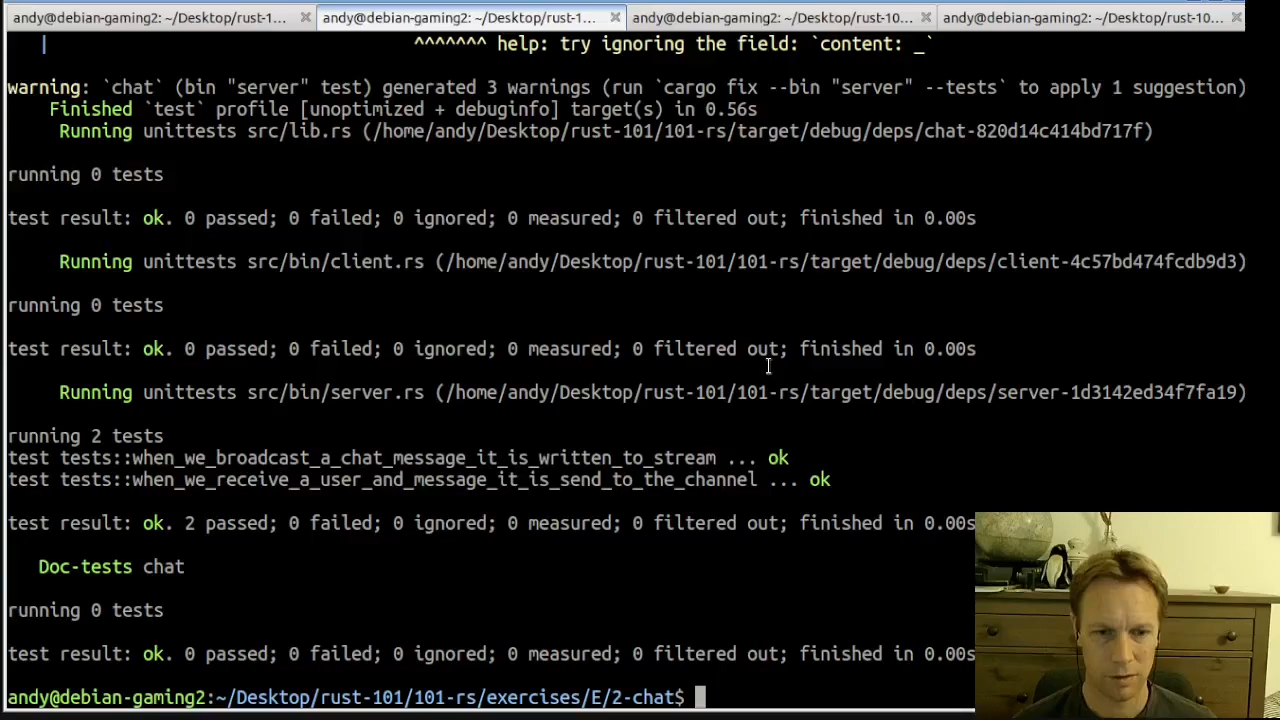 andy@debian-gaming2: ~/Desktop/rust-1... × andy@debian-gaming2: ~/Desktop/rust-1... × andy@debian-gaming2: ~/Desktop/rust-10... × andy@debian-gaming2: ~/Desktop/rust-10... ×
| ^^^^^^^ help: try ignoring the field: `content: _`
warning: `chat` (bin "server" test) generated 3 warnings (run `cargo fix --bin "server" --tests` to apply 1 suggestion)
Finished `test` profile [unoptimized + debuginfo] target(s) in 0.56s
Running unittests src/lib.rs (/home/andy/Desktop/rust-101/101-rs/target/debug/deps/chat-820d14c414bd717f)
running 0 tests
test result: ok. 0 passed; 0 failed; 0 ignored; 0 measured; 0 filtered out; finished in 0.00s
Running unittests src/bin/client.rs (/home/andy/Desktop/rust-101/101-rs/target/debug/deps/client-4c57bd474fcdb9d3)
running 0 tests
test result: ok. 0 passed; 0 failed; 0 ignored; 0 measured; 0 filtered out; finished in 0.00s
Running unittests src/bin/server.rs (/home/andy/Desktop/rust-101/101-rs/target/debug/deps/server-1d3142ed34f7fa19)
running 2 tests
test tests::when_we_broadcast_a_chat_message_it_is_written_to_stream ... ok
test tests::when_we_receive_a_user_and_message_it_is_send_to_the_channel ... ok
test result: ok. 2 passed; 0 failed; 0 ignored; 0 measured; 0 filtered out; finished in 0.00s
Doc-tests chat
running 0 tests
test result: ok. 0 passed; 0 failed; 0 ignored; 0 measured; 0 filtered out; finished in 0.00s
andy@debian-gaming2:~/Desktop/rust-101/101-rs/exercises/E/2-chat$